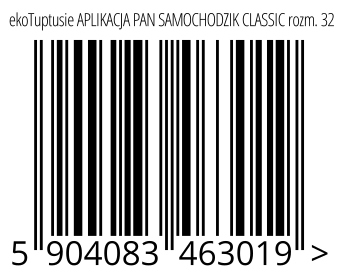 ekoTuptusie APLIKACJA PAN SAMOCHODZIK CLASSIC rozm. 32
5 904083 463019 >